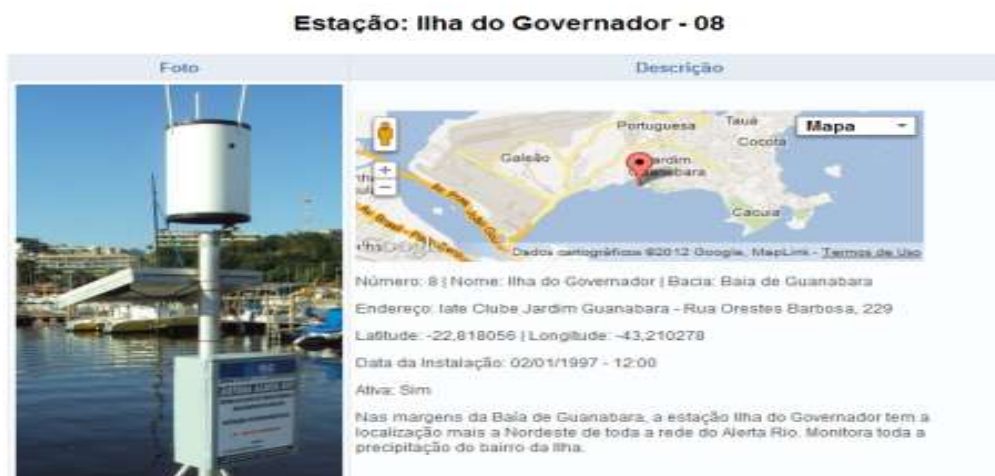 Estação: Ilha do Governador - 08
Foto
Descrição
Mapa
Portuguesa
Tauá
Cocotá
Galeão
Jardim
Guanabara
Cacuia
Dados cartográficos ©2012 Google, MapLink - Termos de Uso
Número: 8 | Nome: Ilha do Governador | Bacia: Baia de Guanabara
Endereço: Iate Clube Jardim Guanabara - Rua Orestes Barbosa, 229
Latitude: -22,818056 | Longitude: -43,210278
Data da Instalação: 02/01/1997 - 12:00
Ativa: Sim
Nas margens da Baía de Guanabara, a estação Ilha do Governador tem a
localização mais a Nordeste de toda a rede do Alerta Rio. Monitora toda a
precipitação do bairro da Ilha.